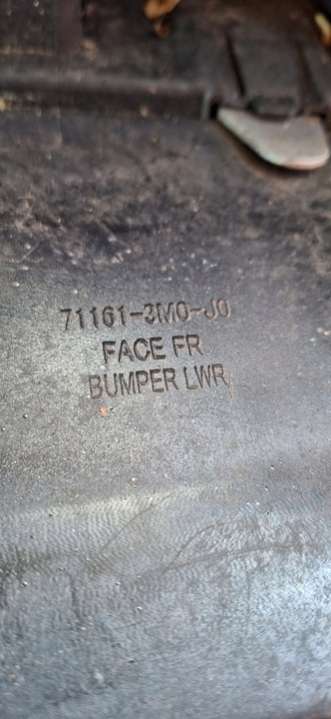 71161-3M0-J0
FACE FR
BUMPER LWR